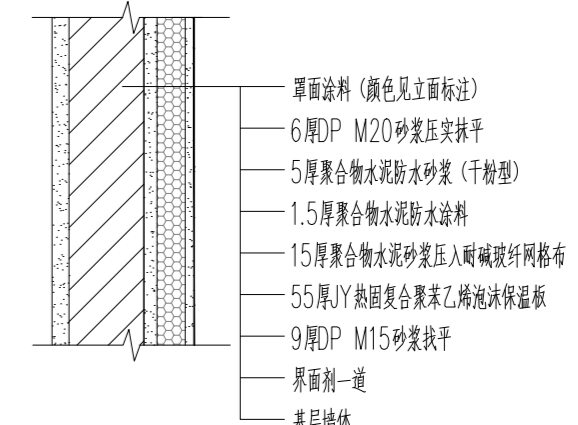 罩面涂料（颜色见立面标注）
6厚DP M20砂浆压实抹平
5厚聚合物水泥防水砂浆（干粉型）
1.5厚聚合物水泥防水涂料
15厚聚合物水泥砂浆压入耐碱玻纤网格布
55厚JY热固复合聚苯乙烯泡沫保温板
9厚DP M15砂浆找平
界面剂一道
基层墙体